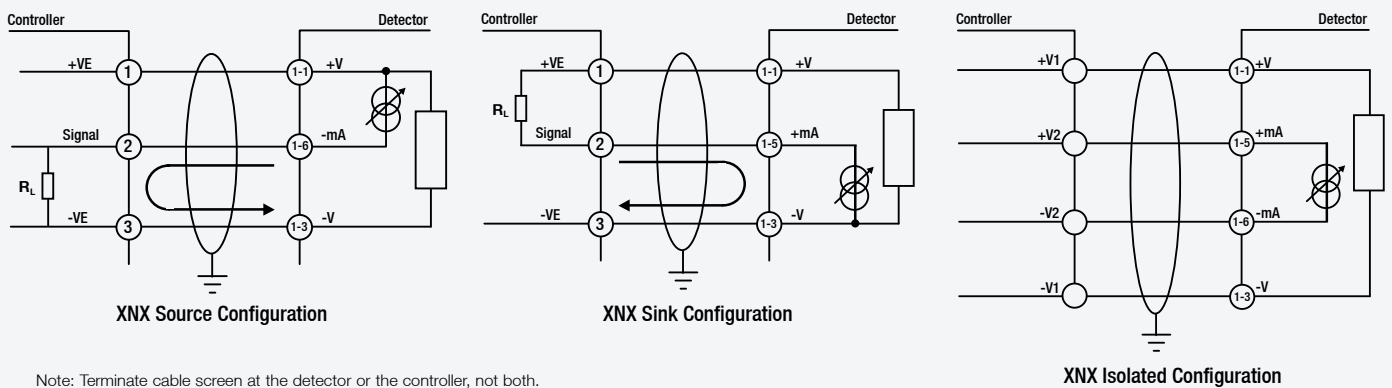 Controller
Detector
+VE
1
1-1
+V
Signal
2
1-6
-mA
RL
-VE
3
1-3
-V
XNX Source Configuration
Controller
Detector
+VE
1
1-1
+V
RL
Signal
2
1-5
+mA
-VE
3
1-3
-V
XNX Sink Configuration
Controller
Detector
+V1
1-1
+V
+V2
1-5
+mA
-V2
1-6
-mA
-V1
1-3
-V
XNX Isolated Configuration
Note: Terminate cable screen at the detector or the controller, not both.